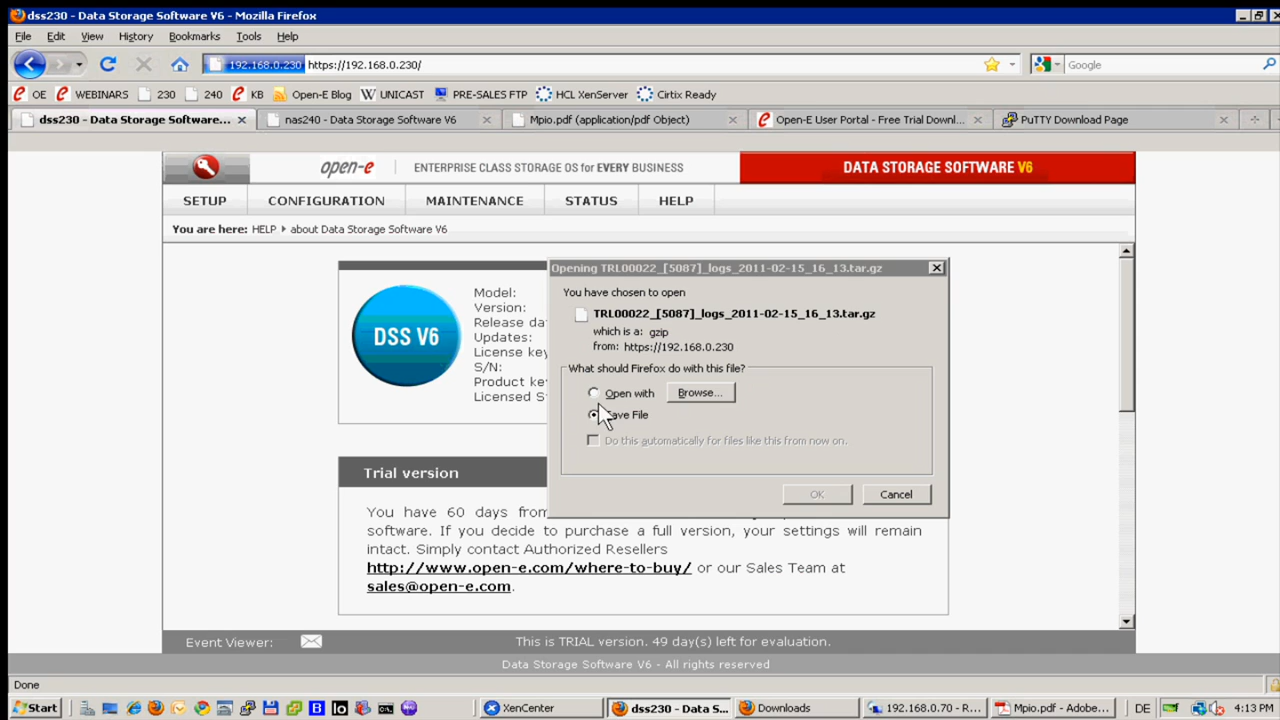 dss230 - Data Storage Software V6 - Mozilla Firefox
File Edit View History Bookmarks Tools Help
192.168.0.230 https://192.168.0.230/ Google
OE WEBINARS 230 240 KB Open-E Blog UNICAST PRE-SALES FTP HCL XenServer Cirtix Ready
dss230 - Data Storage Software... nas240 - Data Storage Software V6 Mpio.pdf (application/pdf Object) Open-E User Portal - Free Trial Downl... PuTTY Download Page
open-e ENTERPRISE CLASS STORAGE OS for EVERY BUSINESS DATA STORAGE SOFTWARE V6
SETUP CONFIGURATION MAINTENANCE STATUS HELP
You are here: HELP about Data Storage Software V6
DSS V6
Model:
Version:
Release da
Updates:
License key
S/N:
Product key
Licensed S
Opening TRL00022_[5087]_logs_2011-02-15_16_13.tar.gz
You have chosen to open
TRL00022_[5087]_logs_2011-02-15_16_13.tar.gz
which is a: gzip
from: https://192.168.0.230
What should Firefox do with this file?
Open with Browse...
ave File
Do this automatically for files like this from now on.
OK Cancel
Trial version
You have 60 days from
software. If you decide to purchase a full version, your settings will remain
intact. Simply contact Authorized Resellers
http://www.open-e.com/where-to-buy/ or our Sales Team at
sales@open-e.com.
Event Viewer: This is TRIAL version. 49 day(s) left for evaluation.
Data Storage Software V6 - All rights reserved
Done
Start XenCenter dss230 - Data S... Downloads 192.168.0.70 - R... Mpio.pdf - Adobe... DE 4:13 PM